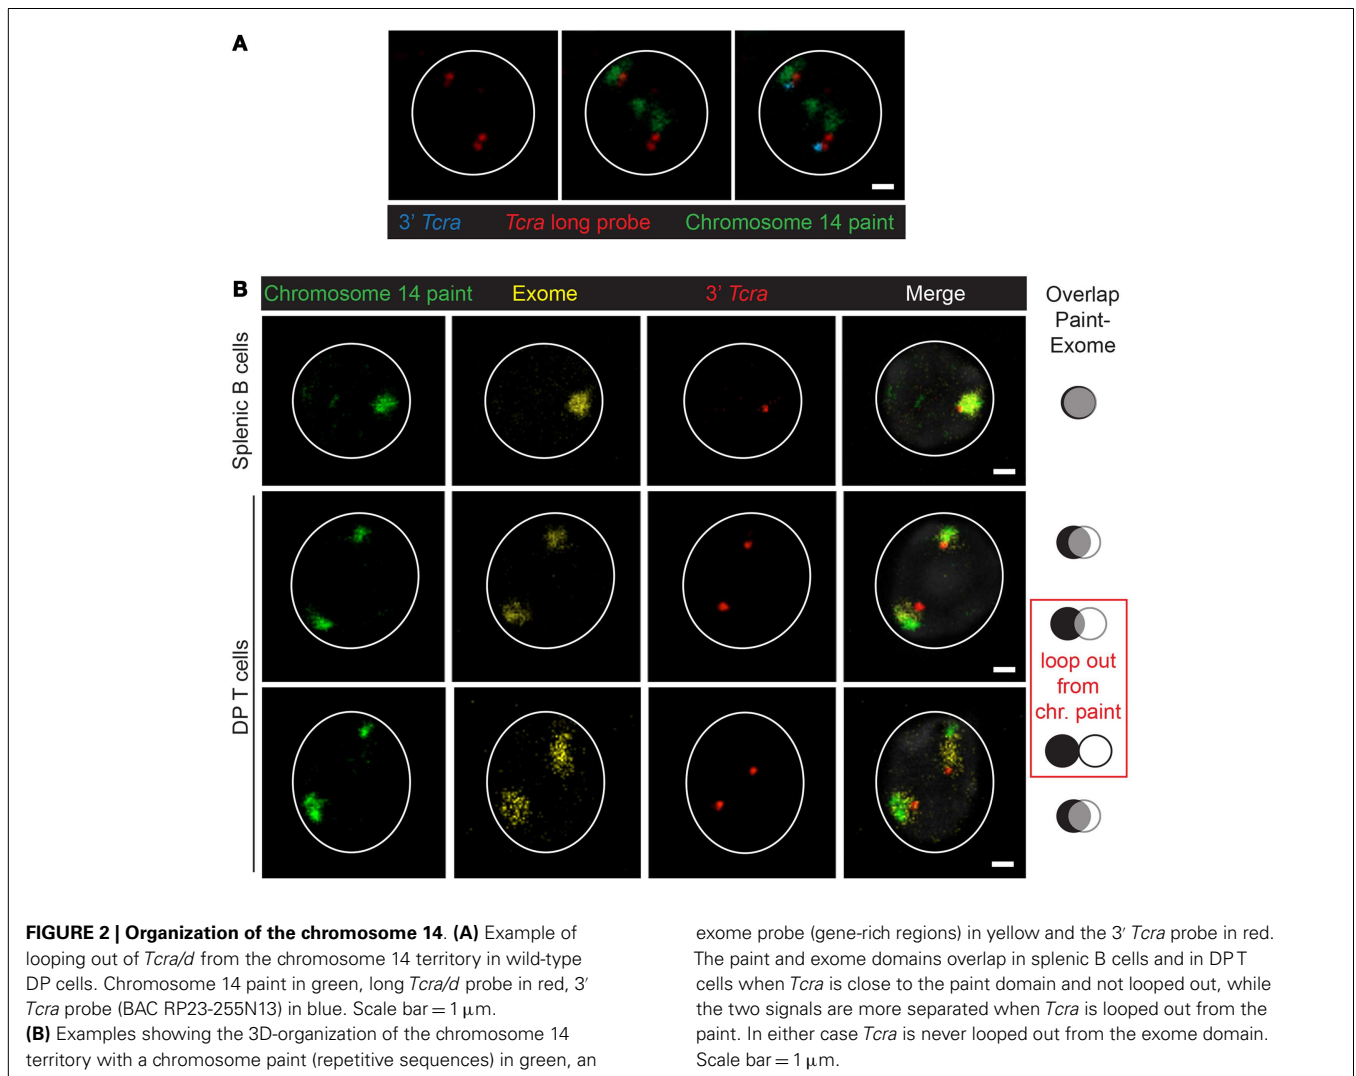 A
3' Tcra Tcra long probe Chromosome 14 paint
B
Chromosome 14 paint Exome 3' Tcra Merge
Overlap
Paint-
Exome
Splenic B cells
DP T cells
loop out
from
chr. paint
FIGURE 2 | Organization of the chromosome 14. (A) Example of
looping out of Tcra/d from the chromosome 14 territory in wild-type
DP cells. Chromosome 14 paint in green, long Tcra/d probe in red, 3′
Tcra probe (BAC RP23-255N13) in blue. Scale bar = 1 μm.
(B) Examples showing the 3D-organization of the chromosome 14
territory with a chromosome paint (repetitive sequences) in green, an
exome probe (gene-rich regions) in yellow and the 3′ Tcra probe in red.
The paint and exome domains overlap in splenic B cells and in DP T
cells when Tcra is close to the paint domain and not looped out, while
the two signals are more separated when Tcra is looped out from the
paint. In either case Tcra is never looped out from the exome domain.
Scale bar = 1 μm.